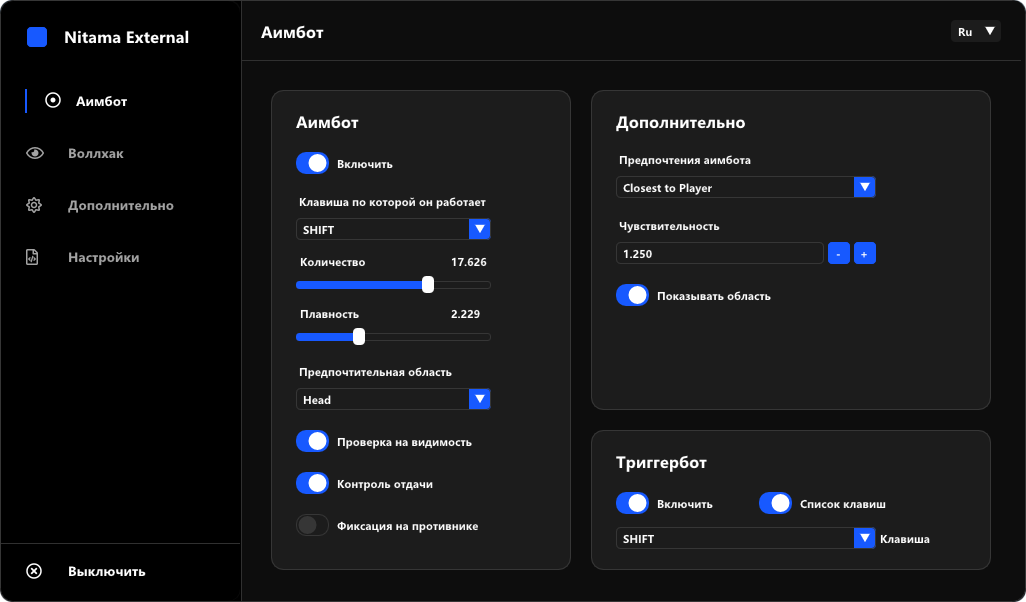 Nitama External
Аимбот
Воллхак
Дополнительно
Настройки
Выключить
Аимбот
Ru
Аимбот
Включить
Клавиша по которой он работает
SHIFT
Количество 17.626
Плавность 2.229
Предпочтительная область
Head
Проверка на видимость
Контроль отдачи
Фиксация на противнике
Дополнительно
Предпочтения аимбота
Closest to Player
Чувствительность
1.250 - +
Показывать область
Триггербот
Включить Список клавиш
SHIFT Клавиша